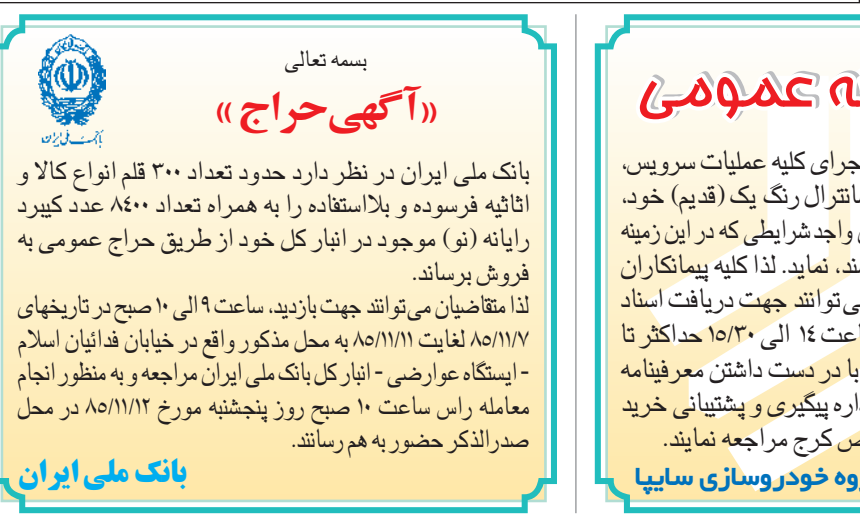 بسمه تعالی
«آگهی حراج»
بانک ملی ایران
بانک ملی ایران در نظر دارد حدود تعداد ۳۰۰ قلم انواع کالا و
اثاثیه فرسوده و بلااستفاده را به همراه تعداد ۸٤۰۰ عدد کیبرد
رایانه (نو) موجود در انبار کل خود از طریق حراج عمومی به
فروش برساند.
لذا متقاضیان می‌توانند جهت بازدید، ساعت ۹ الی ۱۰ صبح در تاریخهای
۸۵/۱۱/۷ لغایت ۸۵/۱۱/۱۱ به محل مذکور واقع در خیابان فدائیان اسلام
- ایستگاه عوارضی - انبار کل بانک ملی ایران مراجعه و به منظور انجام
معامله راس ساعت ۱۰ صبح روز پنجشنبه مورخ ۸۵/۱۱/۱۲ در محل
صدرالذکر حضور به هم رسانند.
بانک ملی ایران
عمومی
جرای کلیه عملیات سرویس،
مانترال رنگ یک (قدیم) خود،
واجد شرایطی که در این زمینه
ند، نماید. لذا کلیه پیمانکاران
ی توانند جهت دریافت اسناد
اعت ۱٤ الی ۱۵/۳۰ حداکثر تا
با در دست داشتن معرفینامه
اره پیگیری و پشتیبانی خرید
ص کرج مراجعه نمایند.
وه خودروسازی سایپا